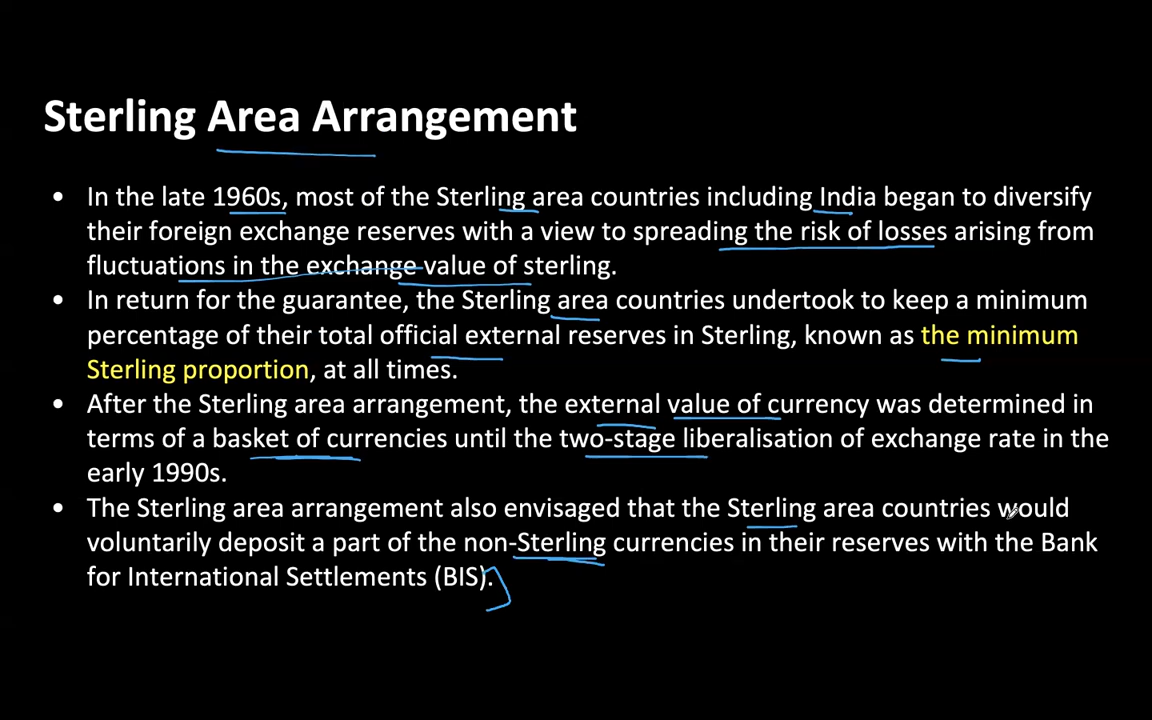 Sterling Area Arrangement
• In the late 1960s, most of the Sterling area countries including India began to diversify
their foreign exchange reserves with a view to spreading the risk of losses arising from
fluctuations in the exchange value of sterling.
• In return for the guarantee, the Sterling area countries undertook to keep a minimum
percentage of their total official external reserves in Sterling, known as the minimum
Sterling proportion, at all times.
• After the Sterling area arrangement, the external value of currency was determined in
terms of a basket of currencies until the two-stage liberalisation of exchange rate in the
early 1990s.
• The Sterling area arrangement also envisaged that the Sterling area countries would
voluntarily deposit a part of the non-Sterling currencies in their reserves with the Bank
for International Settlements (BIS).